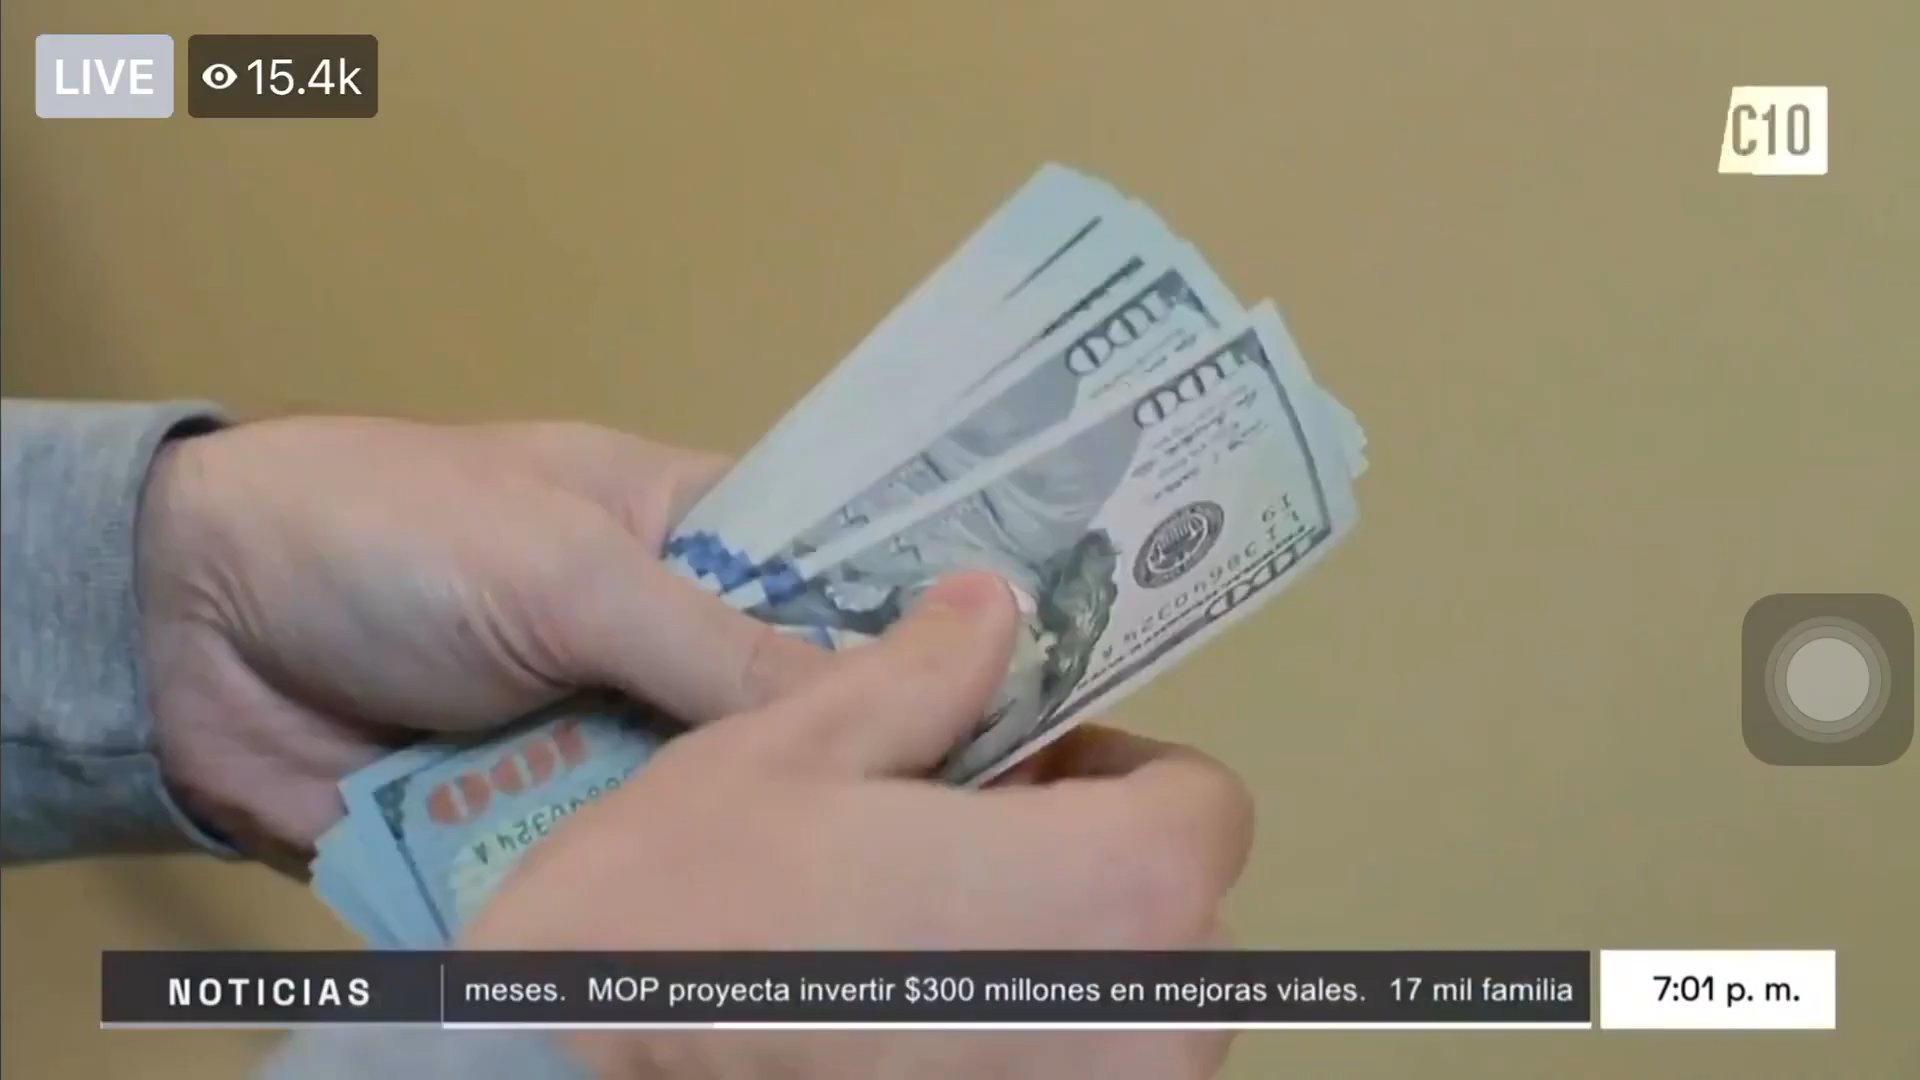 LIVE
15.4k
C10
100
NOTICIAS
meses. MOP proyecta invertir $300 millones en mejoras viales. 17 mil familia
7:01 p. m.